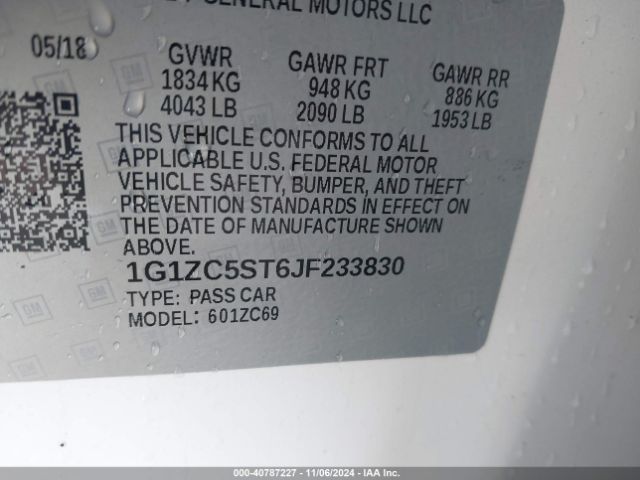 GENERAL MOTORS LLC
05/18
GVWR
1834 KG
4043 LB
GAWR FRT
948 KG
2090 LB
GAWR RR
886 KG
1953 LB
THIS VEHICLE CONFORMS TO ALL
APPLICABLE U.S. FEDERAL MOTOR
VEHICLE SAFETY, BUMPER, AND THEFT
PREVENTION STANDARDS IN EFFECT ON
THE DATE OF MANUFACTURE SHOWN
ABOVE.
1G1ZC5ST6JF233830
TYPE: PASS CAR
MODEL: 601ZC69
GM
000-40787227 - 11/06/2024 - IAA Inc.